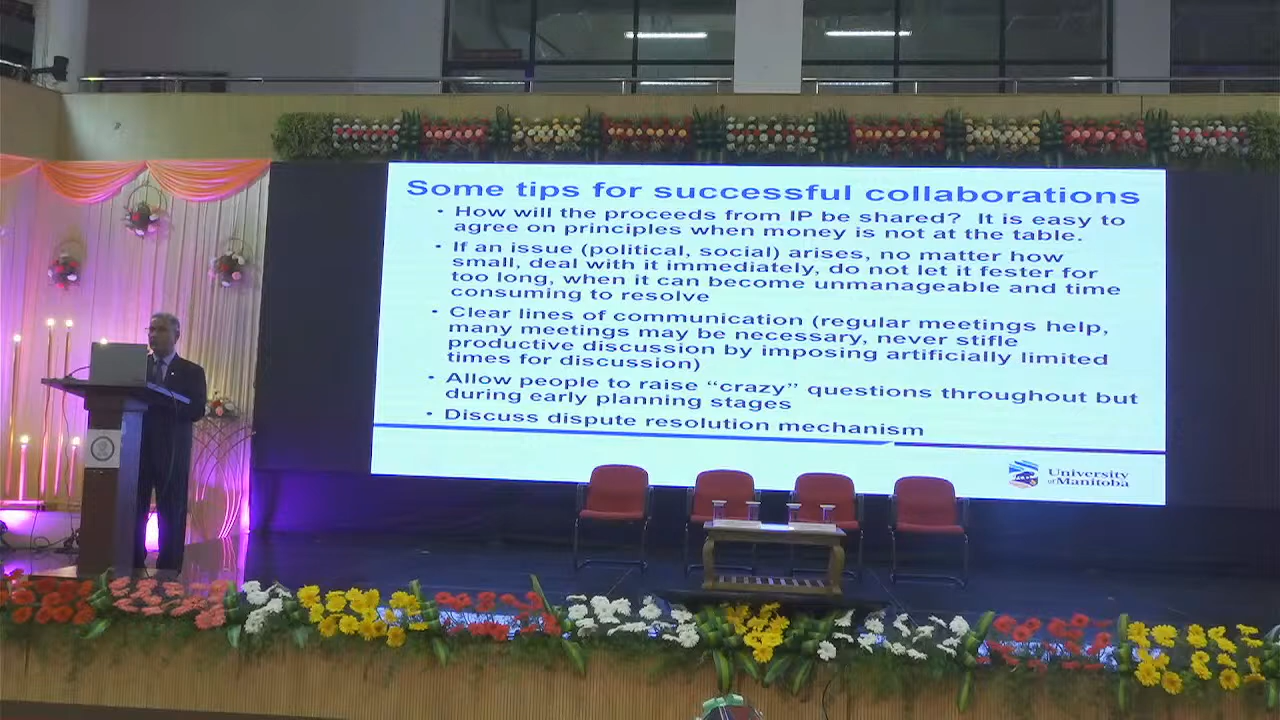 Some tips for successful collaborations
• How will the proceeds from IP be shared? It is easy to
agree on principles when money is not at the table.
• If an issue (political, social) arises, no matter how
small, deal with it immediately, do not let it fester for
too long, when it can become unmanageable and time
consuming to resolve
• Clear lines of communication (regular meetings help,
many meetings may be necessary, never stifle
productive discussion by imposing artificially limited
times for discussion)
• Allow people to raise “crazy” questions throughout but
during early planning stages
• Discuss dispute resolution mechanism
University
of Manitoba